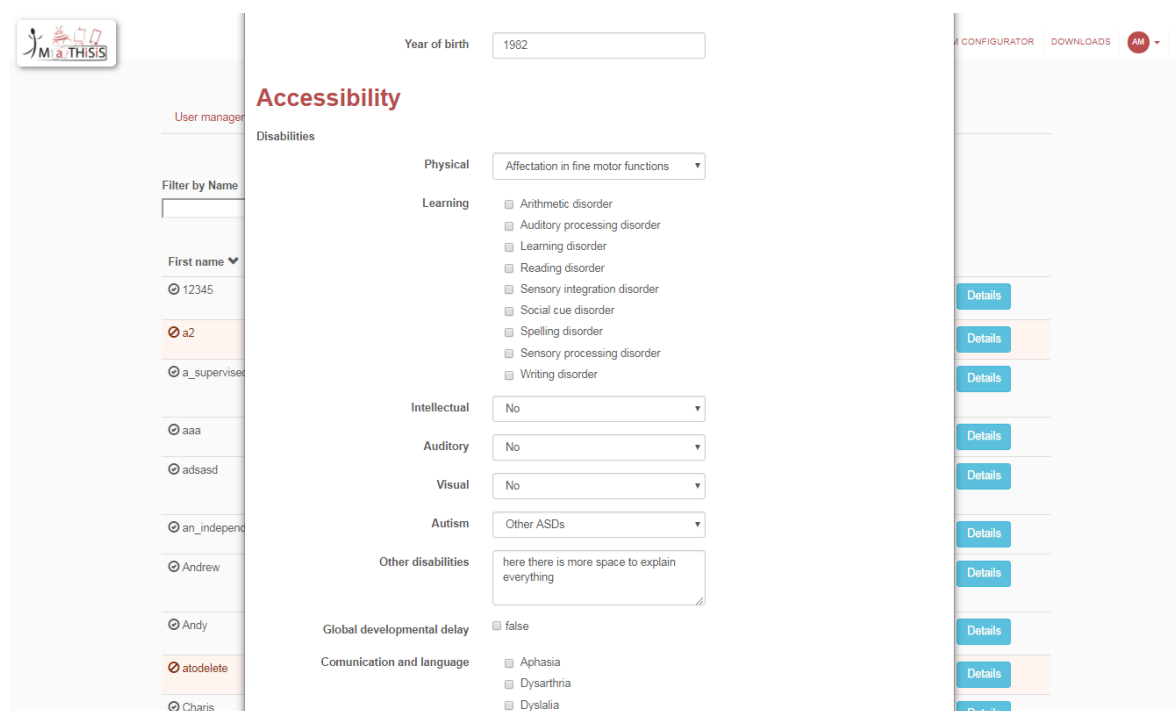 MaTHiSiS
M CONFIGURATOR DOWNLOADS AM
Year of birth 1982
Accessibility
User manager
Disabilities
Physical Affectation in fine motor functions
Filter by Name
Learning
Arithmetic disorder
Auditory processing disorder
Learning disorder
First name
Reading disorder
12345
Sensory integration disorder
Details
Social cue disorder
a2
Spelling disorder
Details
Sensory processing disorder
a_supervised
Writing disorder
Details
Intellectual No
aaa
Details
Auditory No
adsasd
Details
Visual No
an_independ
Autism Other ASDs
Details
Other disabilities here there is more space to explain
everything
Andrew
Details
Andy
Global developmental delay false
Details
Comunication and language Aphasia
atodelete
Details
Dysarthria
Dyslalia
Charis
Details